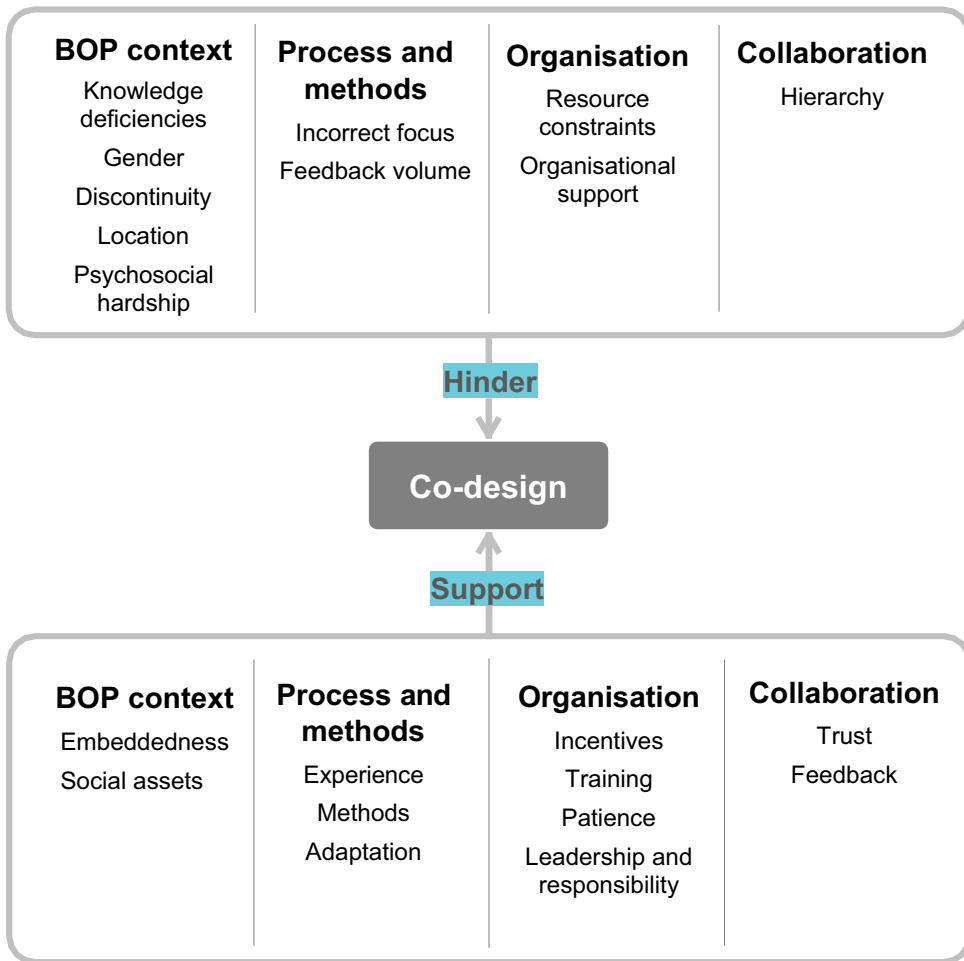 BOP context
Knowledge
deficiencies
Gender
Discontinuity
Location
Psychosocial
hardship
Process and
methods
Incorrect focus
Feedback volume
Organisation
Resource
constraints
Organisational
support
Collaboration
Hierarchy
Hinder
Co-design
Support
BOP context
Embeddedness
Social assets
Process and
methods
Experience
Methods
Adaptation
Organisation
Incentives
Training
Patience
Leadership and
responsibility
Collaboration
Trust
Feedback